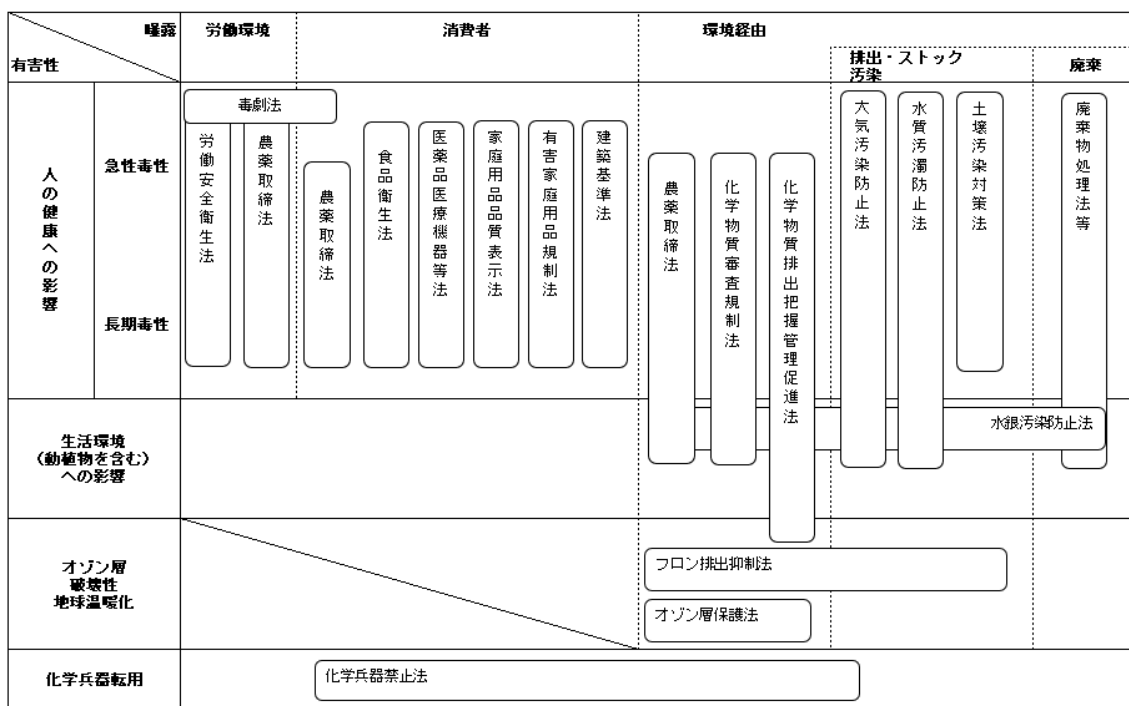 曝露
有害性
労働環境
消費者
環境経由
排出・ストック
汚染
廃棄
人の健康への影響
急性毒性
長期毒性
毒劇法
労働安全衛生法
農薬取締法
農薬取締法
食品衛生法
医薬品医療機器等法
家庭用品品質表示法
有害家庭用品規制法
建築基準法
農薬取締法
化学物質審査規制法
化学物質排出把握管理促進法
大気汚染防止法
水質汚濁防止法
土壌汚染対策法
廃棄物処理法等
生活環境
（動植物を含む）
への影響
水銀汚染防止法
オゾン層
破壊性
地球温暖化
フロン排出抑制法
オゾン層保護法
化学兵器転用
化学兵器禁止法